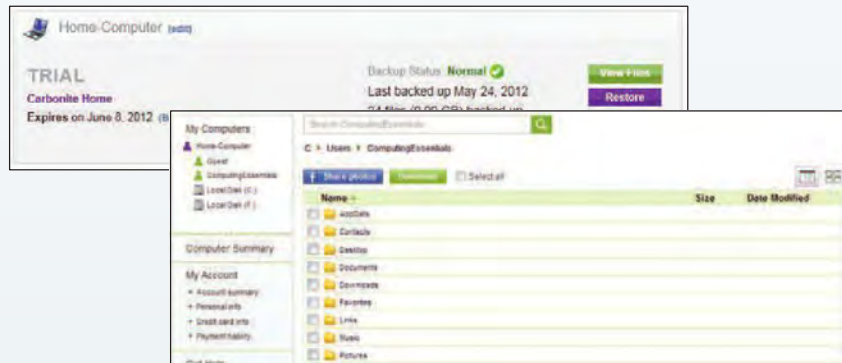 Home-Computer (edit)
TRIAL
Carbonite Home
Expires on June 8, 2012
Backup Status Normal
Last backed up May 24, 2012
View Files
Restore
My Computers
Home-Computer
Guest
ComputingEssentials
Local Disk (C:)
Local Disk (F:)
Computer Summary
My Account
Account summary
Personal info
Credit card info
Payment history
Search ComputingEssentials
C > Users > ComputingEssentials
Share photos Download Select all
Name Size Date Modified
AppData
Contacts
Desktop
Documents
Downloads
Favorites
Links
Music
Pictures